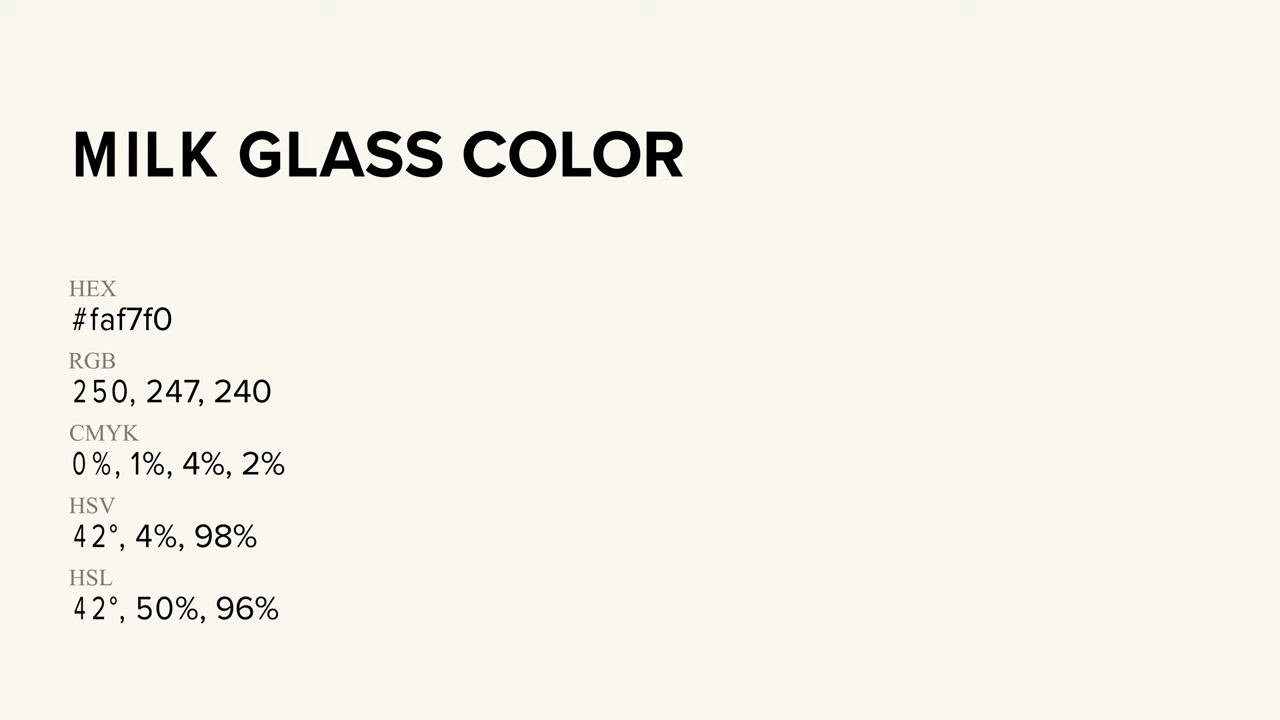 MILK GLASS COLOR
HEX
#faf7f0
RGB
250, 247, 240
CMYK
0%, 1%, 4%, 2%
HSV
42°, 4%, 98%
HSL
42°, 50%, 96%